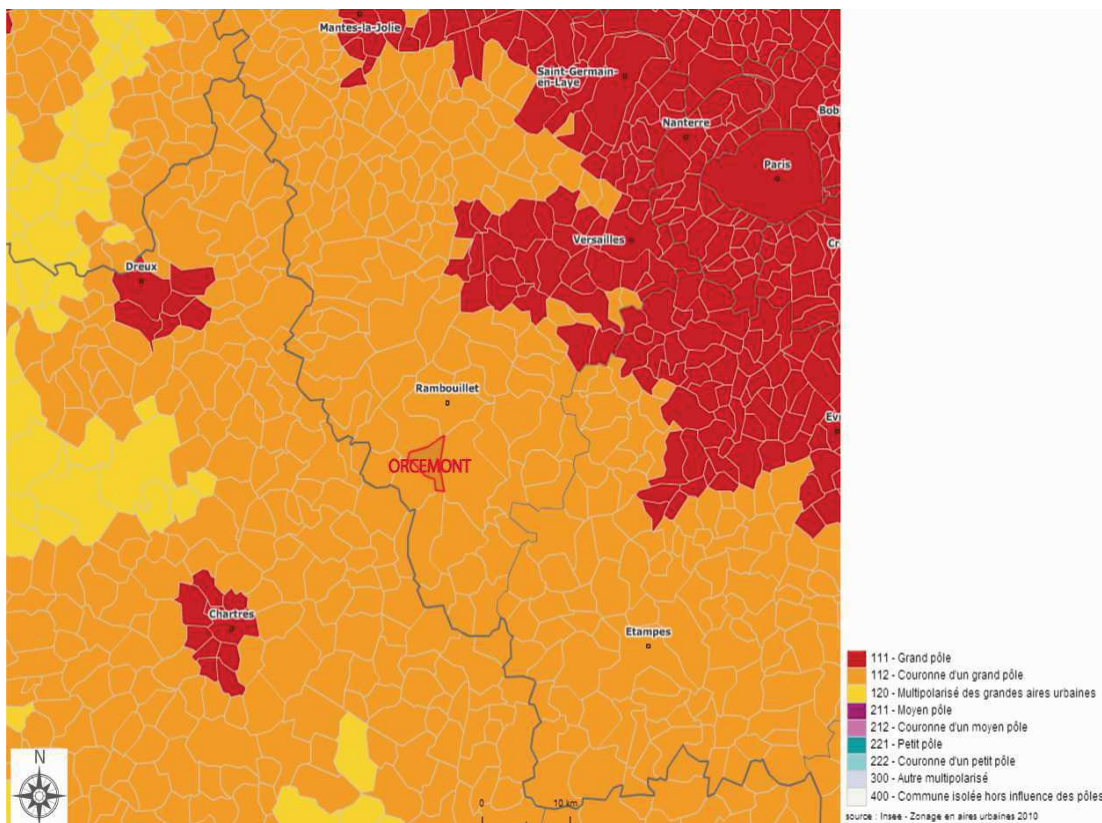 Mantes-la-Jolie
Saint-Germain-
en-Laye
Nanterre
Bob
Paris
Versailles
Cr
Dreux
Rambouillet
Ev
ORCEMONT
Chartres
Etampes
N
0 10 km
111 - Grand pôle
112 - Couronne d'un grand pôle
120 - Multipolarisé des grandes aires urbaines
211 - Moyen pôle
212 - Couronne d'un moyen pôle
221 - Petit pôle
222 - Couronne d'un petit pôle
300 - Autre multipolarisé
400 - Commune isolée hors influence des pôles
source : Insee - Zonage en aires urbaines 2010